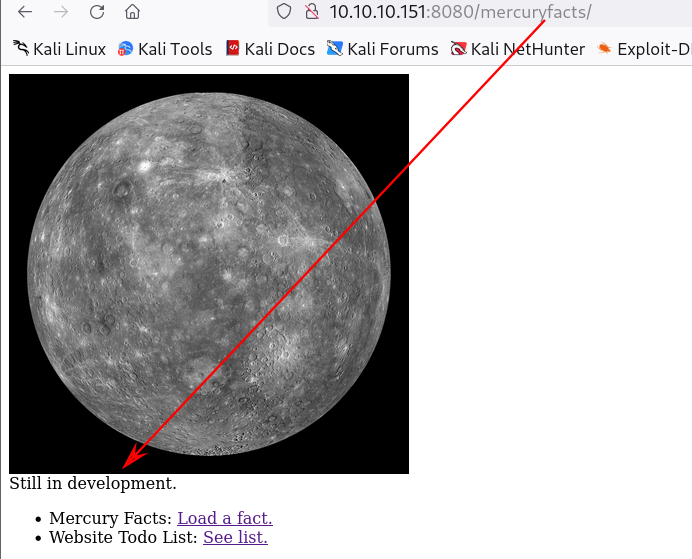 10.10.10.151:8080/mercuryfacts/
Kali Linux Kali Tools Kali Docs Kali Forums Kali NetHunter Exploit-D
Still in development.
• Mercury Facts: Load a fact.
• Website Todo List: See list.